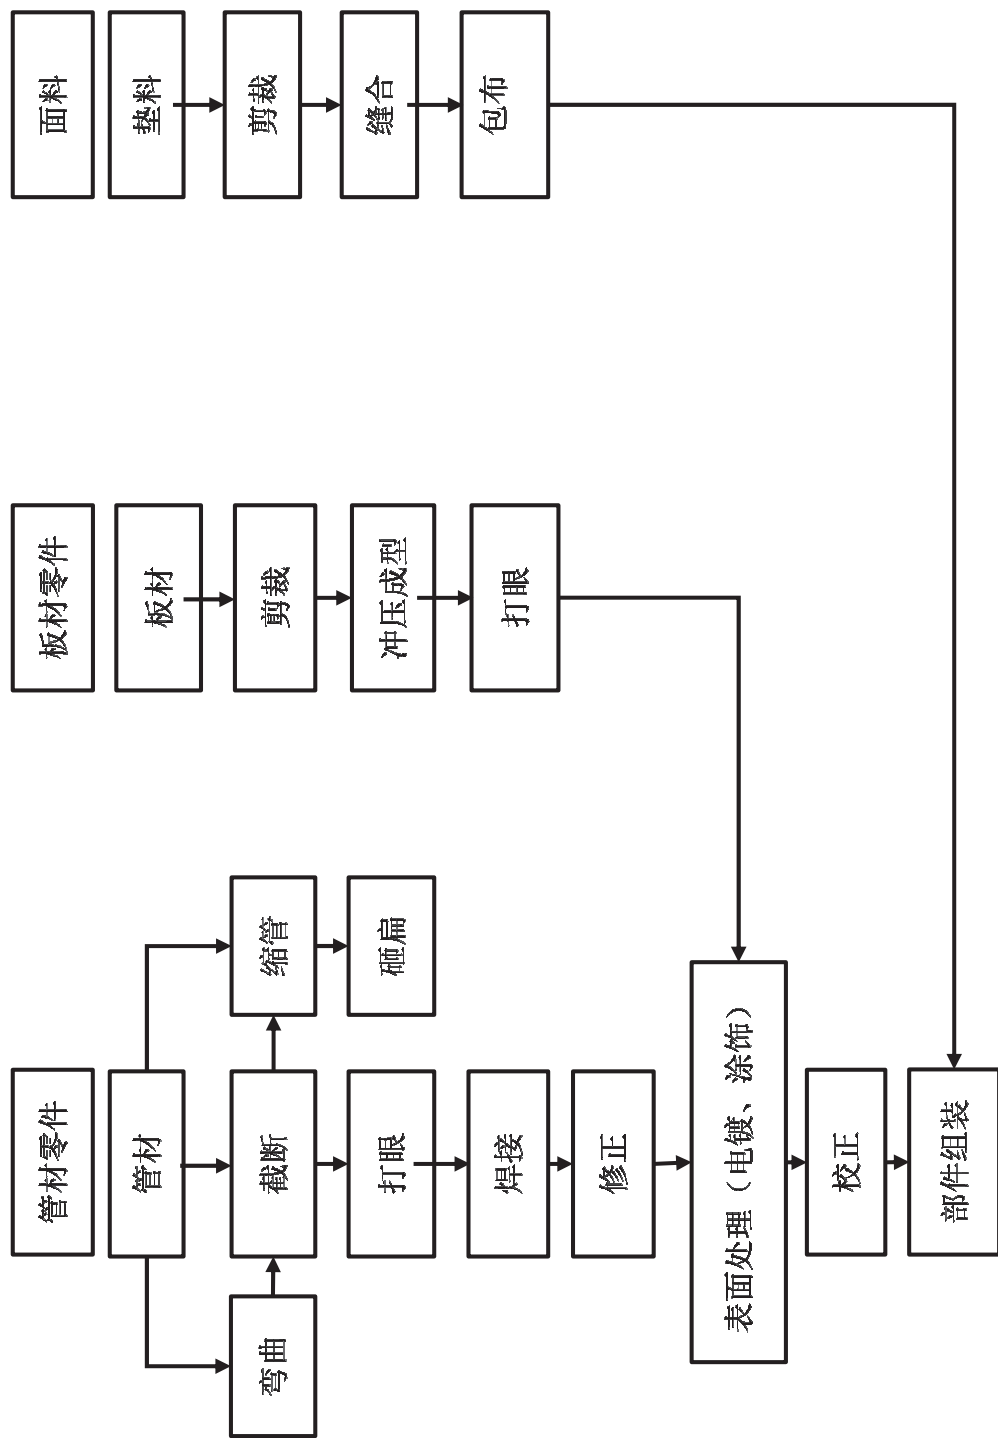 面料
垫料
剪裁
缝合
包布
板材零件
板材
剪裁
冲压成型
打眼
管材零件
管材
弯曲
截断
缩管
砸扁
打眼
焊接
修正
表面处理（电镀、涂饰）
校正
部件组装